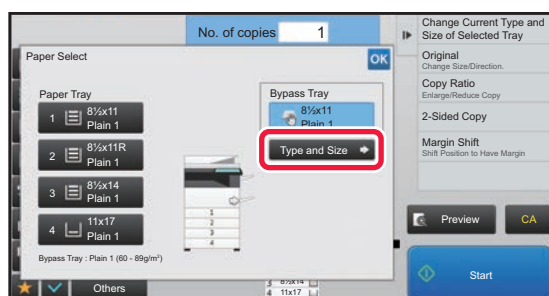 No. of copies 1
Paper Select
OK
Paper Tray
1 8½x11
Plain 1
2 8½x11R
Plain 1
3 8½x14
Plain 1
4 11x17
Plain 1
Bypass Tray : Plain 1 (60 - 89g/m²)
1
2
3
4
Bypass Tray
8½x11
Plain 1
Type and Size
Others
3 8½x14
4 11x17
Change Current Type and
Size of Selected Tray
Original
Change Size/Direction.
Copy Ratio
Enlarge/Reduce Copy
2-Sided Copy
Margin Shift
Shift Position to Have Margin
Preview
CA
Start